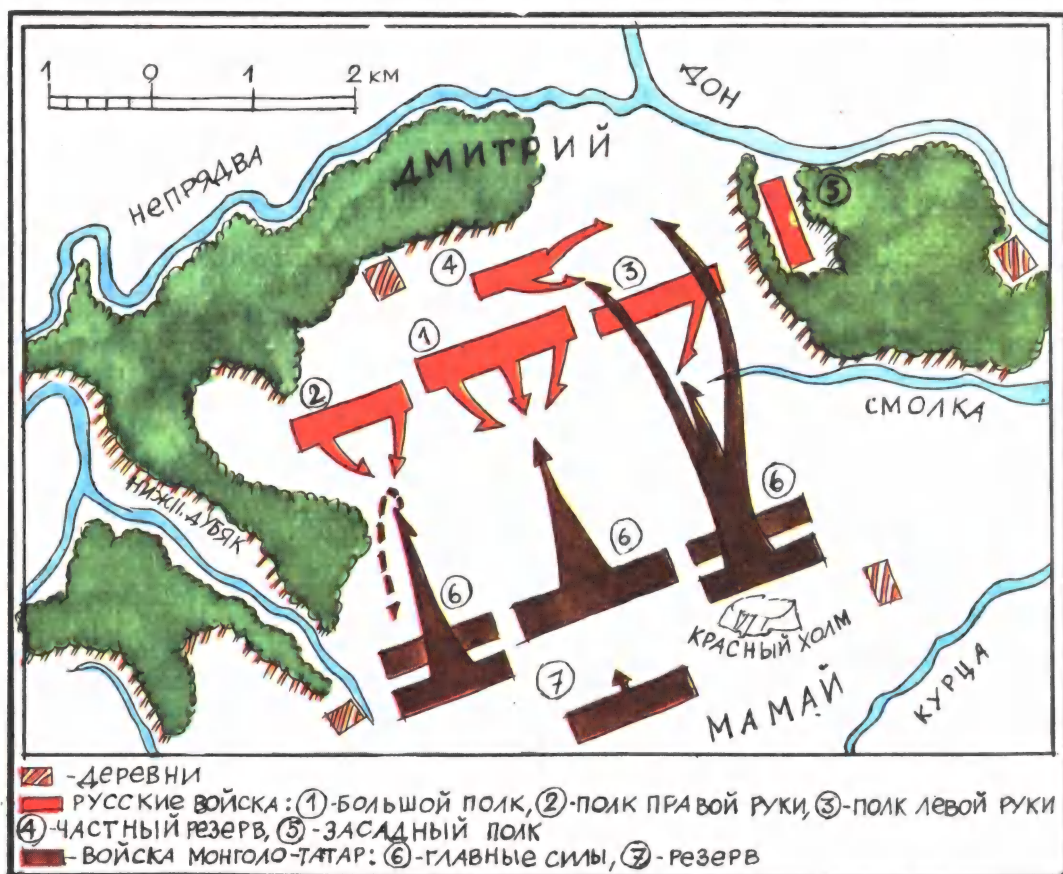 1 0 1 2 км
ДОН
НЕПРЯДВА
ДМИТРИЙ
5
4
3
1
2
СМОЛКА
НИЖН. ДУБЯК
6
6
6
КРАСНЫЙ ХОЛМ
7
МАМАЙ
КУРЦА
-ДЕРЕВНИ
РУССКИЕ ВОЙСКА: 1-БОЛЬШОЙ ПОЛК, 2-ПОЛК ПРАВОЙ РУКИ, 3-ПОЛК ЛЕВОЙ РУКИ
4-ЧАСТНЫЙ РЕЗЕРВ, 5-ЗАСАДНЫЙ ПОЛК
-ВОЙСКА МОНГОЛО-ТАТАР: 6-ГЛАВНЫЕ СИЛЫ, 7-РЕЗЕРВ